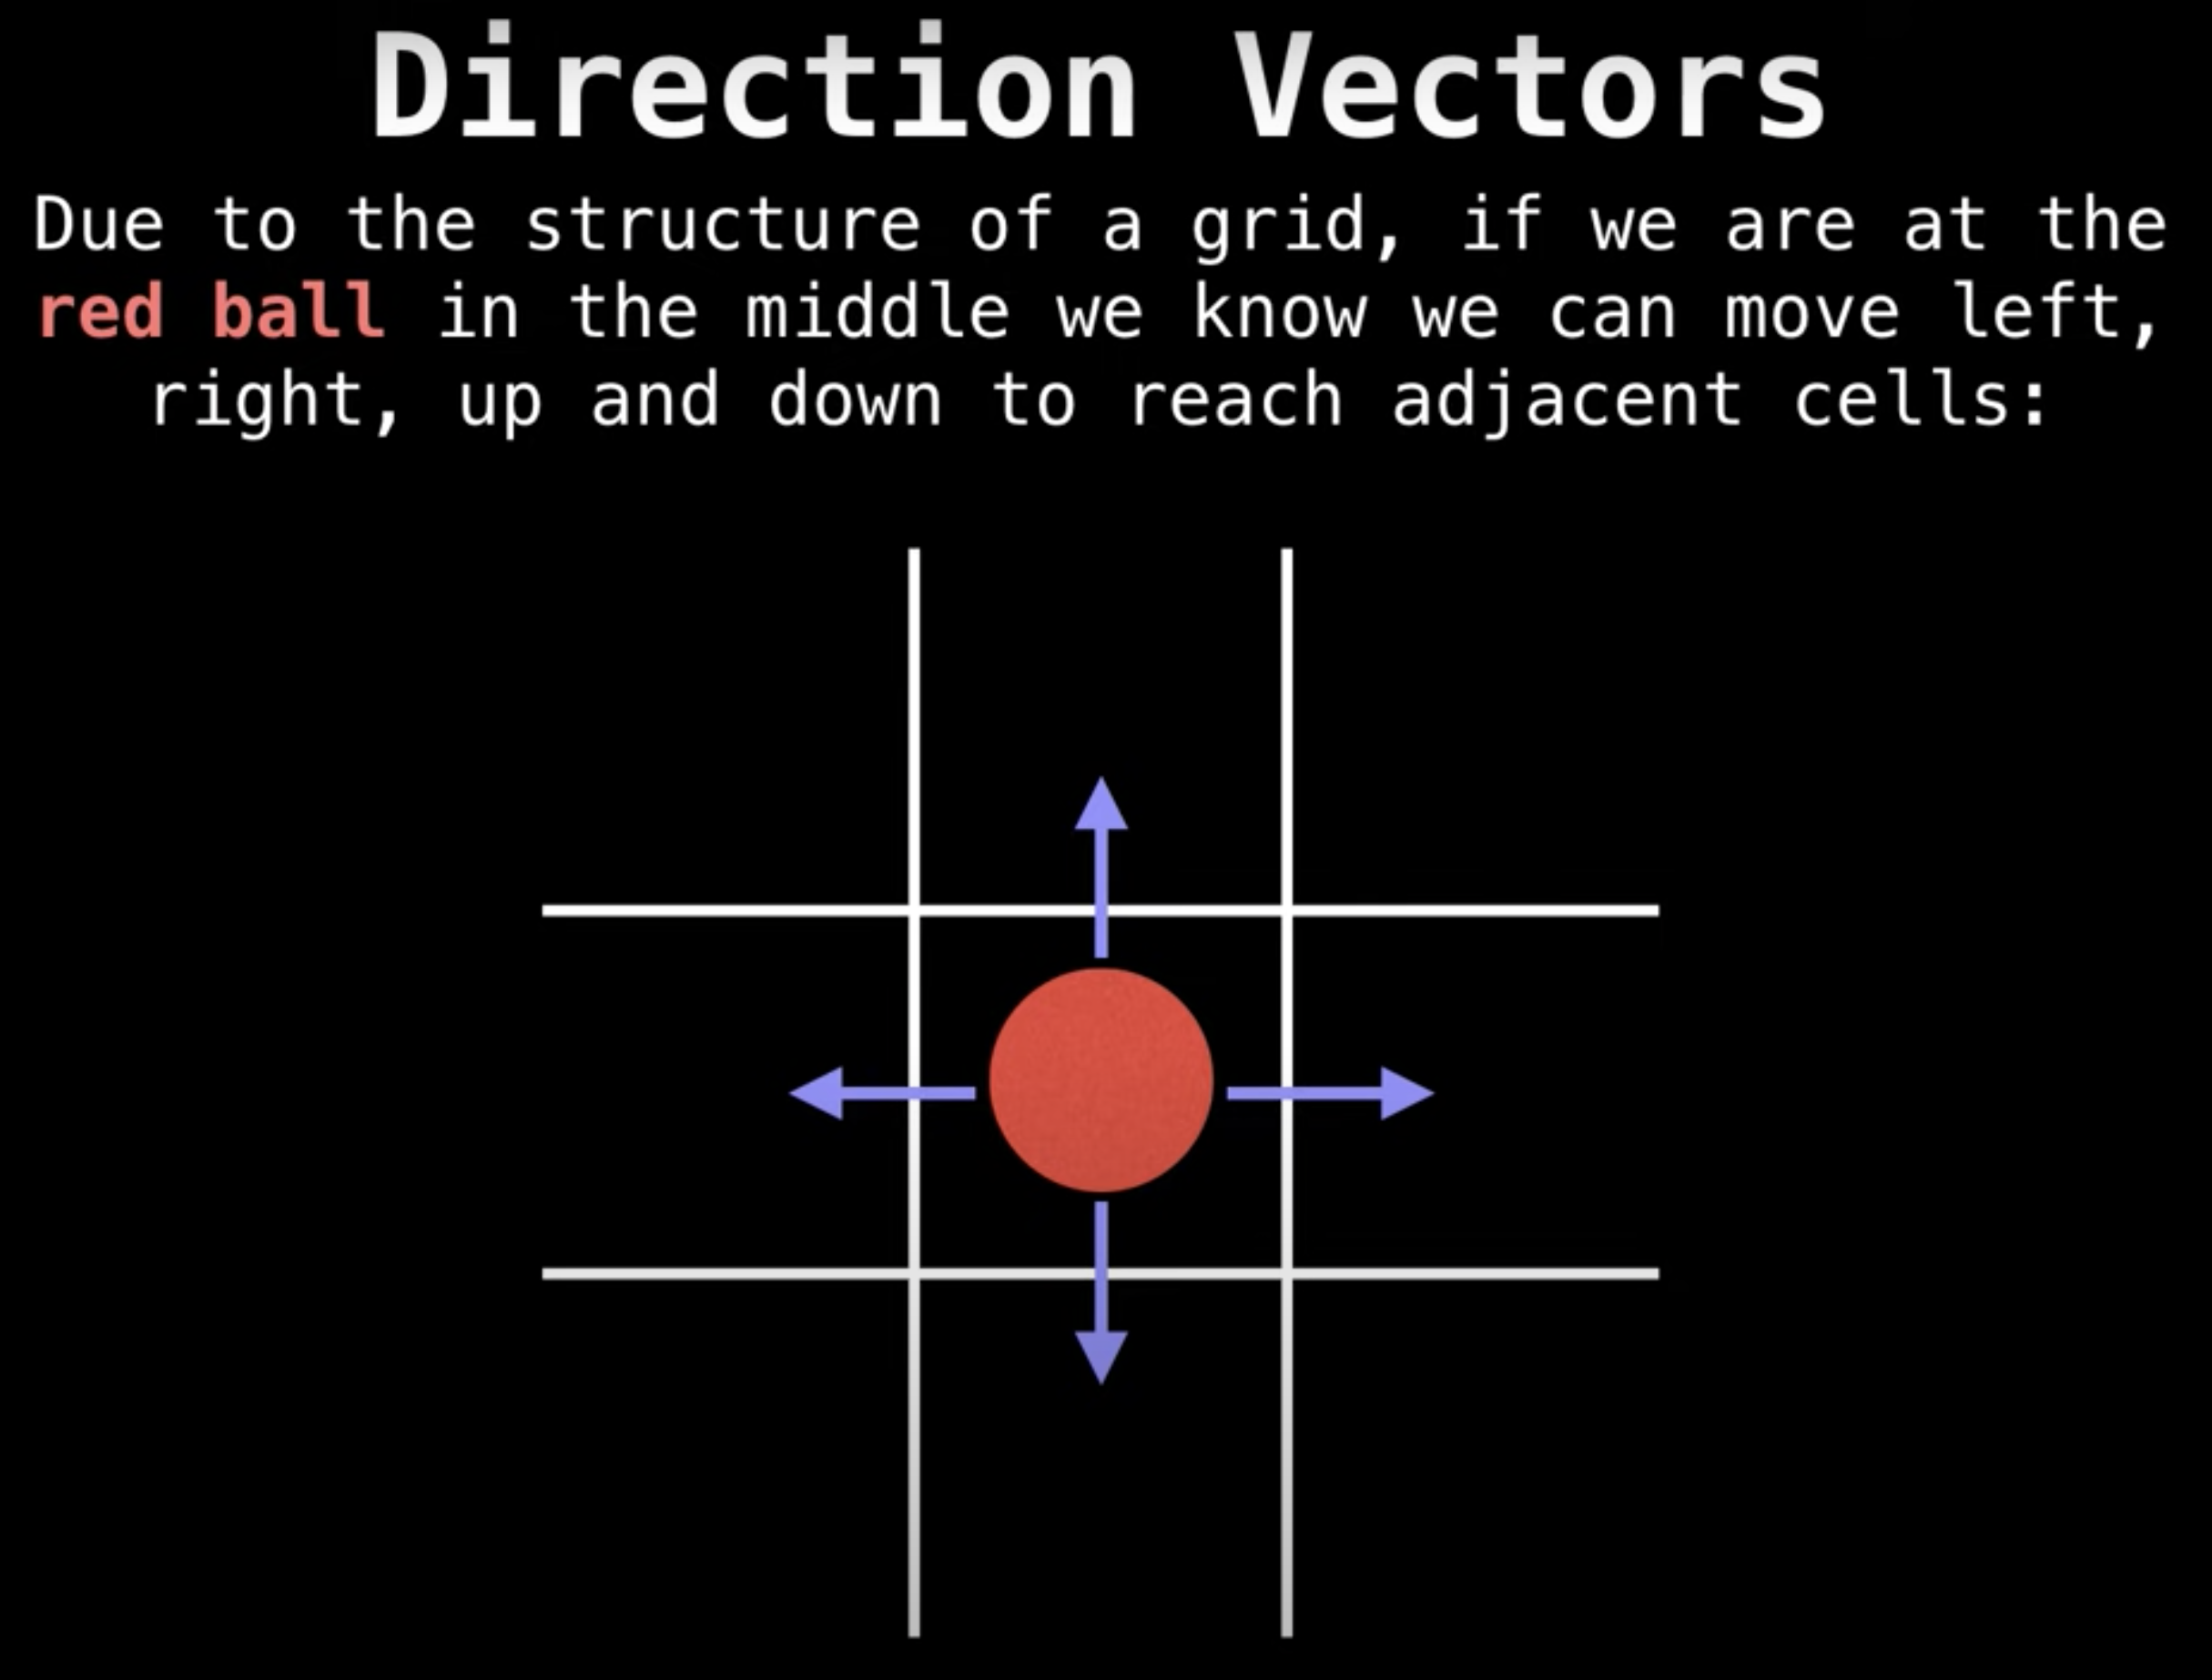 Direction Vectors
Due to the structure of a grid, if we are at the
red ball in the middle we know we can move left,
right, up and down to reach adjacent cells: